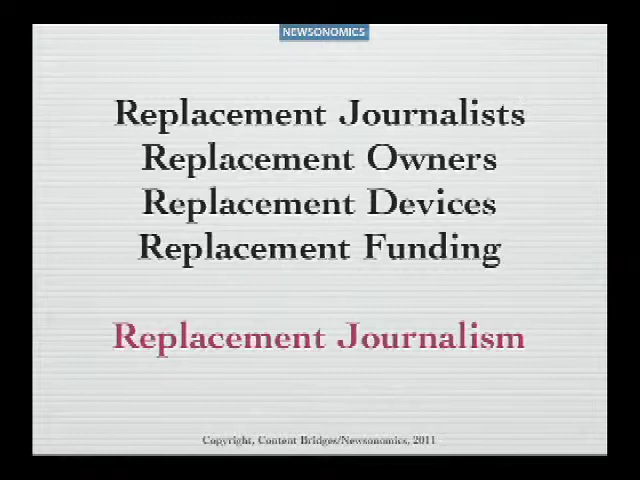 NEWSONOMICS
Replacement Journalists
Replacement Owners
Replacement Devices
Replacement Funding
Replacement Journalism
Copyright, Content Bridges/Newsonomics, 2011